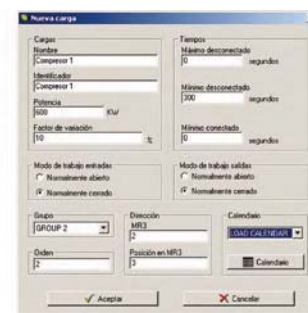 Nueva carga
Cargas
Nombre
Compresor 1
Identificador
Compresor 1
Potencia
600 KW
Factor de variación
10 %
Tiempos
Máximo desconectado
0 segundos
Mínimo desconectado
300 segundos
Mínimo conectado
0 segundos
Modo de trabajo entradas
Normalmente abierto
Normalmente cerrado
Modo de trabajo salidas
Normalmente abierto
Normalmente cerrado
Grupo
GROUP 2
Orden
2
Dirección
MR3
2
Posición en MR3
3
Calendario
LOAD CALENDAR
Calendario
Aceptar
Cancelar